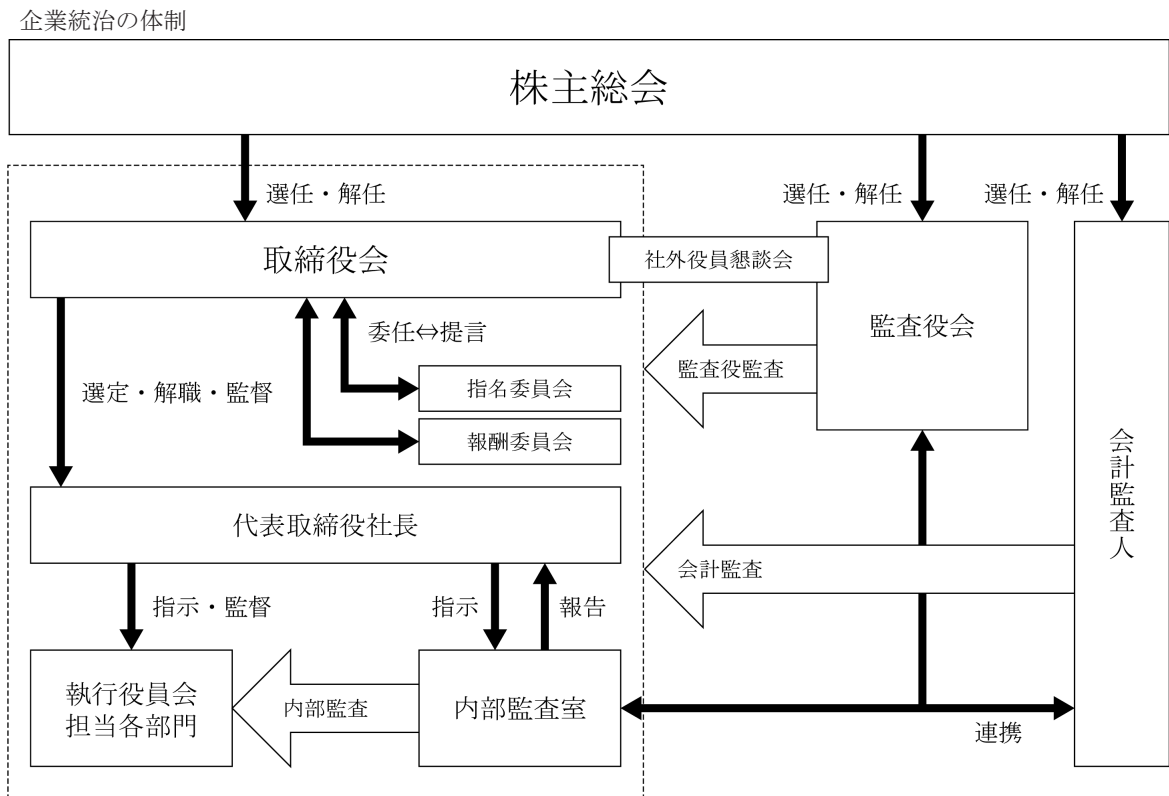 企業統治の体制
株主総会
選任・解任
選任・解任
選任・解任
取締役会
社外役員懇談会
監査役会
委任⇔提言
監査役監査
指名委員会
選定・解職・監督
報酬委員会
会計監査人
代表取締役社長
会計監査
指示・監督
指示
報告
執行役員会
担当各部門
内部監査
内部監査室
連携